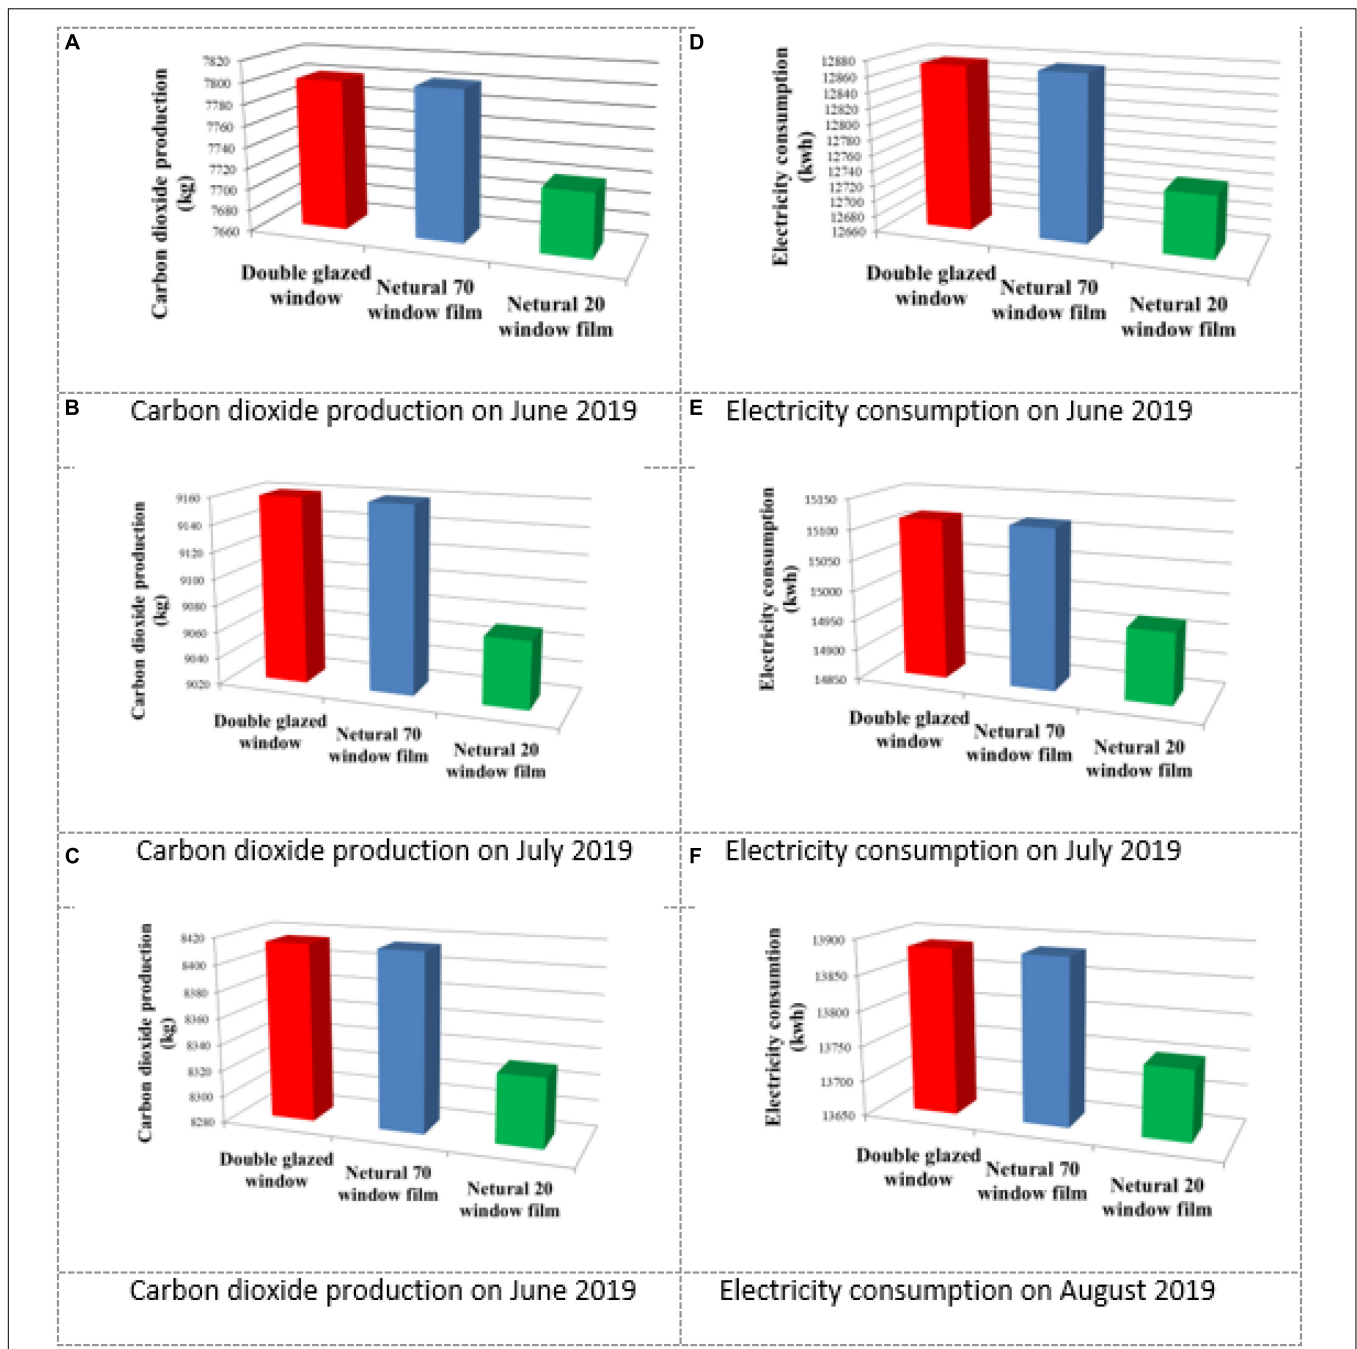 A
Carbon dioxide production
(kg)
7820
7800
7780
7760
7740
7720
7700
7680
7660
Double glazed
window
Netural 70
window film
Netural 20
window film
D
Electricity consumption
(kwh)
12880
12860
12840
12820
12800
12780
12760
12740
12720
12700
12680
12660
Double glazed
window
Netural 70
window film
Netural 20
window film
B
Carbon dioxide production on June 2019
E
Electricity consumption on June 2019
Carbon dioxide production
(kg)
9160
9140
9120
9100
9080
9060
9040
9020
Double glazed
window
Netural 70
window film
Netural 20
window film
Electricity consumption
(kwh)
15150
15100
15050
15000
14950
14900
14850
Double glazed
window
Netural 70
window film
Netural 20
window film
C
Carbon dioxide production on July 2019
F
Electricity consumption on July 2019
Carbon dioxide production
(kg)
8420
8400
8380
8360
8340
8320
8300
8280
Double glazed
window
Netural 70
window film
Netural 20
window film
Electricity consumtion
(kwh)
13900
13850
13800
13750
13700
13650
Double glazed
window
Netural 70
window film
Netural 20
window film
Carbon dioxide production on June 2019
Electricity consumption on August 2019